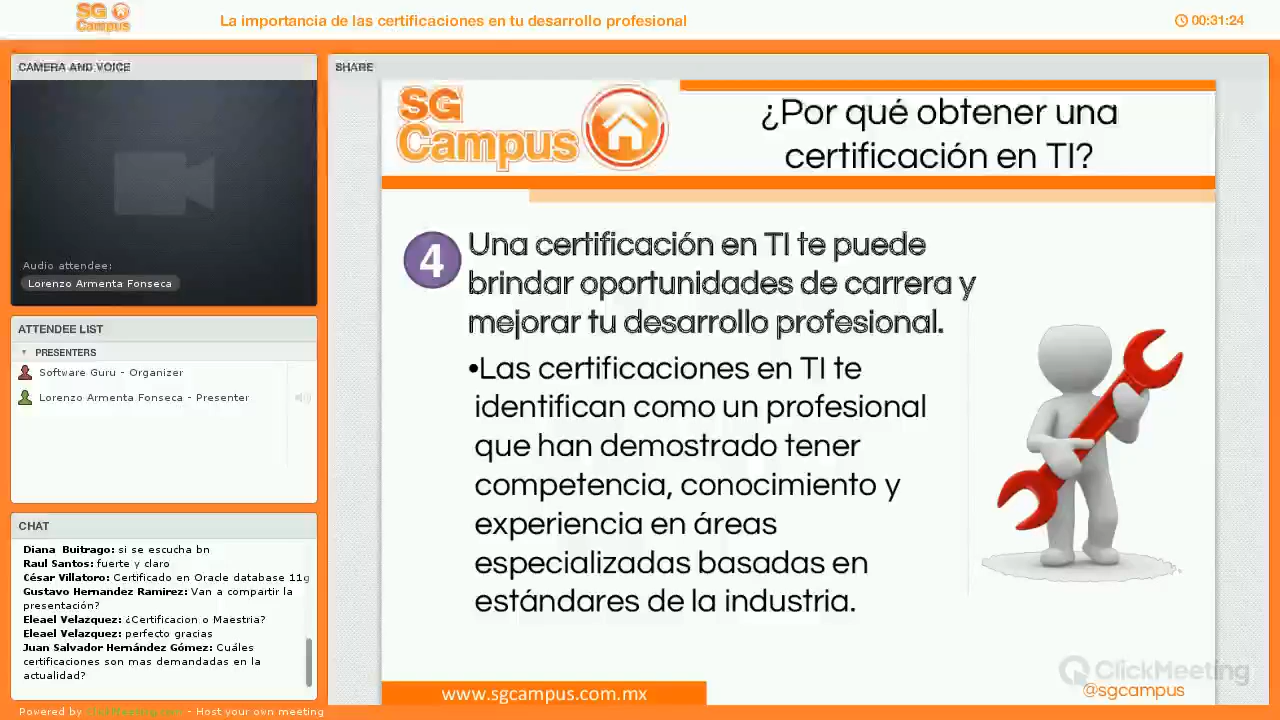 SG
Campus
La importancia de las certificaciones en tu desarrollo profesional
00:31:24
CAMERA AND VOICE
Audio attendee:
Lorenzo Armenta Fonseca
ATTENDEE LIST
PRESENTERS
Software Guru - Organizer
Lorenzo Armenta Fonseca - Presenter
CHAT
Diana Buitrago: si se escucha bn
Raul Santos: fuerte y claro
César Villatoro: Certificado en Oracle database 11g
Gustavo Hernandez Ramirez: Van a compartir la
presentación?
Eleael Velazquez: ¿Certificacion o Maestria?
Eleael Velazquez: perfecto gracias
Juan Salvador Hernández Gómez: Cuáles
certificaciones son mas demandadas en la
actualidad?
Powered by ClickMeeting.com - Host your own meeting
SHARE
SG
Campus
¿Por qué obtener una
certificación en TI?
4
Una certificación en TI te puede
brindar oportunidades de carrera y
mejorar tu desarrollo profesional.
•Las certificaciones en TI te
identifican como un profesional
que han demostrado tener
competencia, conocimiento y
experiencia en áreas
especializadas basadas en
estándares de la industria.
ClickMeeting
www.sgcampus.com.mx
@sgcampus